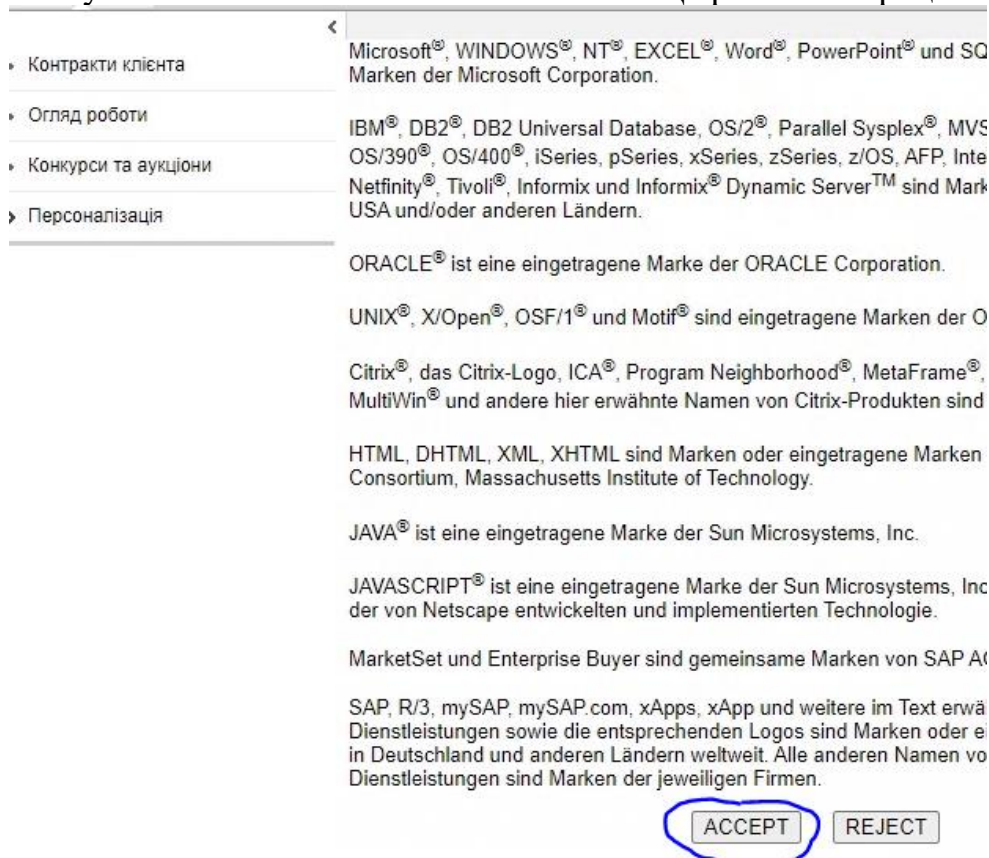 Контракти клієнта
Огляд роботи
Конкурси та аукціони
Персоналізація
Microsoft®, WINDOWS®, NT®, EXCEL®, Word®, PowerPoint® und
Marken der Microsoft Corporation.
IBM®, DB2®, DB2 Universal Database, OS/2®, Parallel Sysplex®,
OS/390®, OS/400®, iSeries, pSeries, xSeries, zSeries, z/OS, AFP,
Netfinity®, Tivoli®, Informix und Informix® Dynamic Server™ sind
USA und/oder anderen Ländern.
ORACLE® ist eine eingetragene Marke der ORACLE Corporation.
UNIX®, X/Open®, OSF/1® und Motif® sind eingetragene Marken der
Citrix®, das Citrix-Logo, ICA®, Program Neighborhood®, MetaFrame®,
MultiWin® und andere hier erwähnte Namen von Citrix-Produkten sind
HTML, DHTML, XML, XHTML sind Marken oder eingetragene Marken
Consortium, Massachusetts Institute of Technology.
JAVA® ist eine eingetragene Marke der Sun Microsystems, Inc.
JAVASCRIPT® ist eine eingetragene Marke der Sun Microsystems,
der von Netscape entwickelten und implementierten Technologie.
MarketSet und Enterprise Buyer sind gemeinsame Marken von SAP
SAP, R/3, mySAP, mySAP.com, xApps, xApp und weitere im Text
Dienstleistungen sowie die entsprechenden Logos sind Marken oder
in Deutschland und anderen Ländern weltweit. Alle anderen Namen
Dienstleistungen sind Marken der jeweiligen Firmen.
ACCEPT REJECT